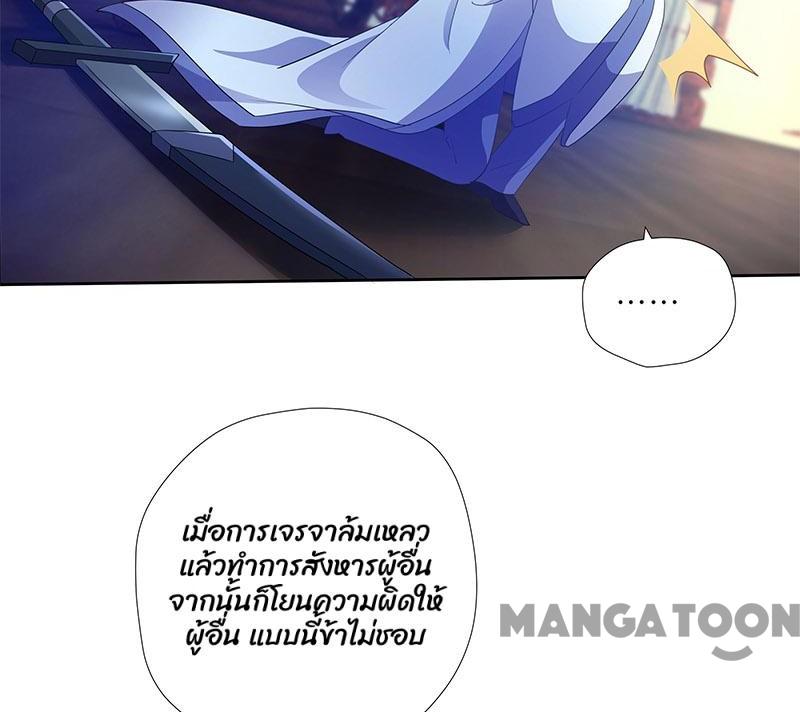 ......
เมื่อการเจรจาล้มเหลว
แล้วทำการสังหารผู้อื่น
จากนั้นก็โยนความผิดให้
ผู้อื่น แบบนี้ข้าไม่ชอบ
MANGATOON